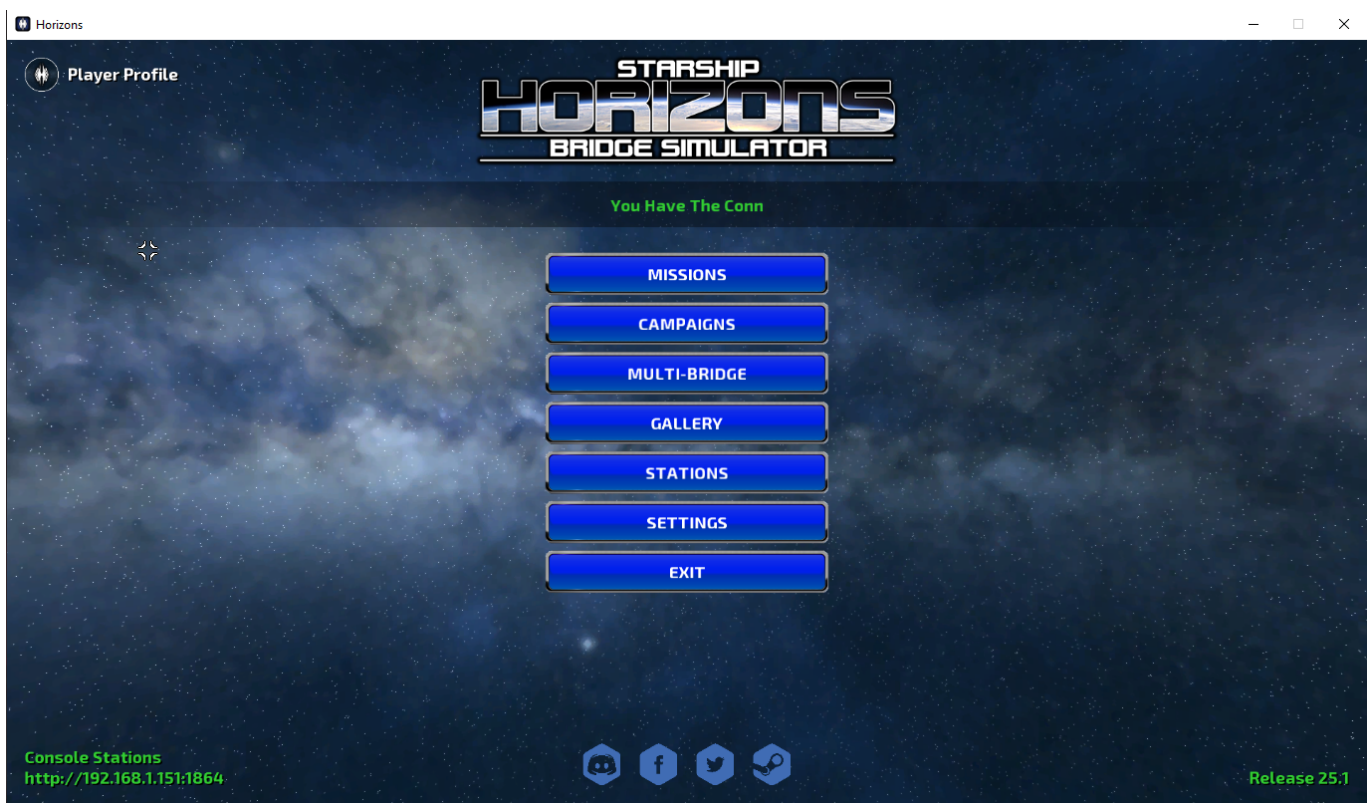 Horizons
Player Profile
STARSHIP
HORIZONS
BRIDGE SIMULATOR
You Have The Conn
MISSIONS
CAMPAIGNS
MULTI-BRIDGE
GALLERY
STATIONS
SETTINGS
EXIT
Console Stations
http://192.168.1.151:1864
Release 25.1